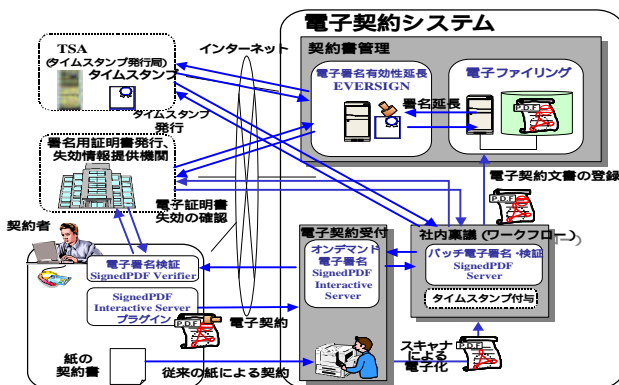 電子契約システム
契約書管理
電子署名有効性延長
EVERSIGN
電子ファイリング
署名延長
PDF
TSA
(タイムスタンプ発行局)
タイムスタンプ
インターネット
タイムスタンプ
発行
署名用証明書発行、
失効情報提供機関
電子証明書
失効の確認
電子契約文書の登録
PDF
契約者
電子署名検証
SignedPDF Verifier
SignedPDF
Interactive Server
プラグイン
PDF
電子契約
電子契約受付
オンデマンド
電子署名
SignedPDF
Interactive
Server
社内稟議(ワークフロー)
バッチ電子署名・検証
SignedPDF
Server
タイムスタンプ付与
紙の
契約書
従来の紙による契約
スキャナ
による
電子化
PDF